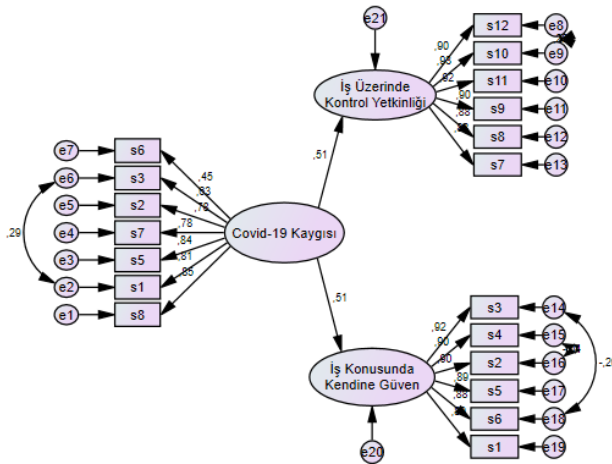 e21
İş Üzerinde
Kontrol Yetkinliği
,90
,92
,90
,88
s12
s10
s11
s9
s8
s7
e8
e9
e10
e11
e12
e13
,51
e7
e6
e5
e4
e3
e2
e1
,29
s6
s3
s2
s7
s5
s1
s8
,45
,83
,78
,78
,84
,81
,85
Covid-19 Kaygısı
,51
İş Konusunda
Kendine Güven
e20
,92
,90
,90
,89
,88
s3
s4
s2
s5
s6
s1
e14
e15
e16
e17
e18
e19